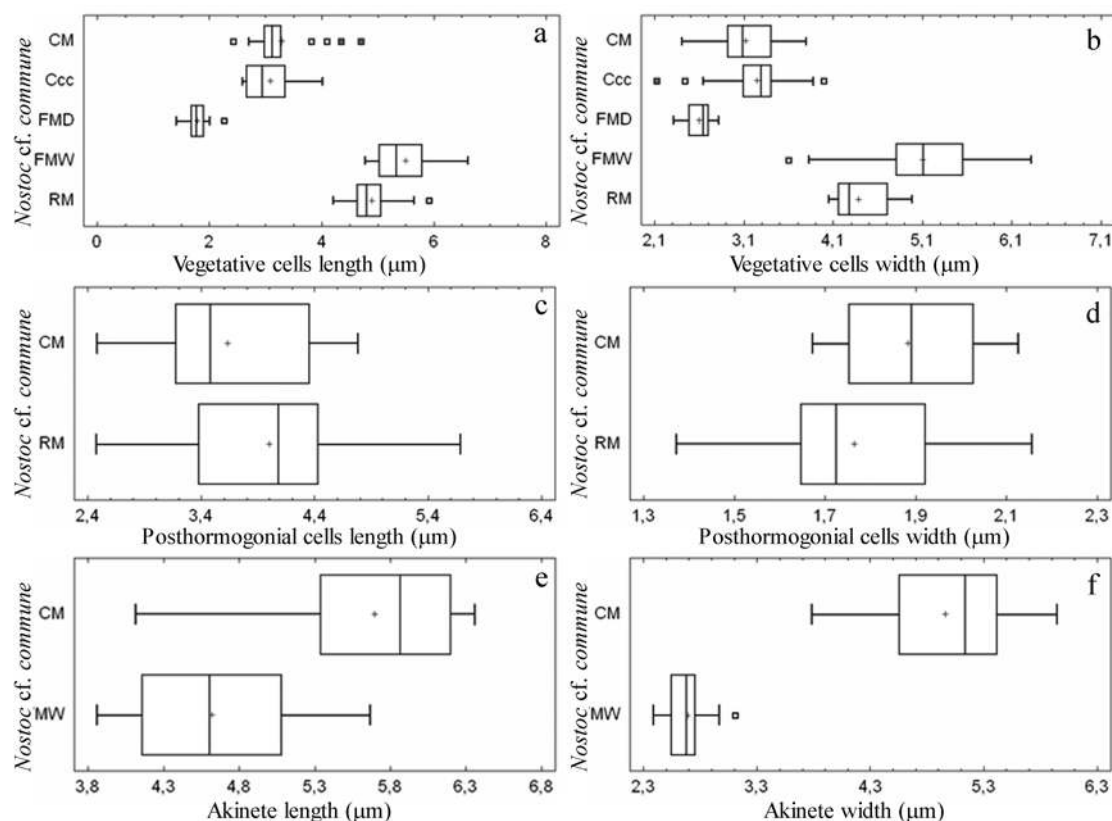 a
Nostoc cf. commune
CM
Ccc
FMD
FMW
RM
0 2 4 6 8
Vegetative cells length (μm)
b
Nostoc cf. commune
CM
Ccc
FMD
FMW
RM
2,1 3,1 4,1 5,1 6,1 7,1
Vegetative cells width (μm)
c
Nostoc cf. commune
CM
RM
2,4 3,4 4,4 5,4 6,4
Posthormogonial cells length (μm)
d
Nostoc cf. commune
CM
RM
1,3 1,5 1,7 1,9 2,1 2,3
Posthormogonial cells width (μm)
e
Nostoc cf. commune
CM
MW
3,8 4,3 4,8 5,3 5,8 6,3 6,8
Akinete length (μm)
f
Nostoc cf. commune
CM
MW
2,3 3,3 4,3 5,3 6,3
Akinete width (μm)